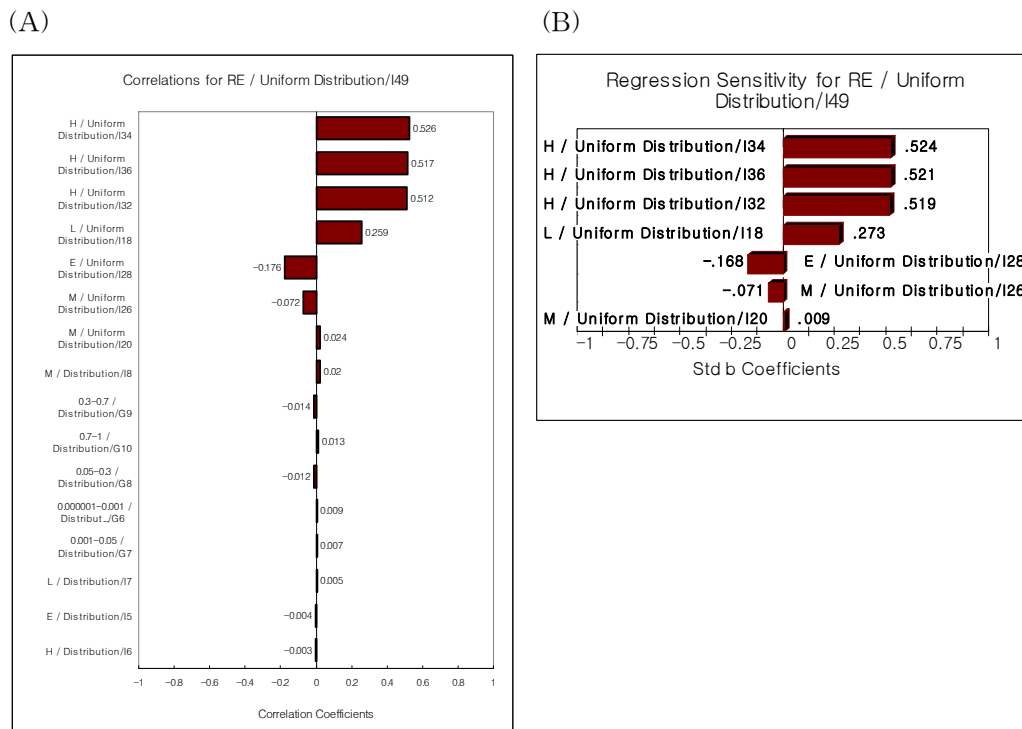 (A)
Correlations for RE / Uniform Distribution/I49
H / Uniform
Distribution/I34
0.526
H / Uniform
Distribution/I36
0.517
H / Uniform
Distribution/I32
0.512
L / Uniform
Distribution/I18
0.259
E / Uniform
Distribution/I28
-0.176
M / Uniform
Distribution/I26
-0.072
M / Uniform
Distribution/I20
0.024
M / Distribution/I8
0.02
0.3-0.7 /
Distribution/G9
-0.014
0.7-1 /
Distribution/G10
0.013
0.05-0.3 /
Distribution/G8
-0.012
0.000001-0.001 /
Distribut.../G6
0.009
0.001-0.05 /
Distribution/G7
0.007
L / Distribution/I7
0.005
E / Distribution/I5
-0.004
H / Distribution/I6
-0.003
-1 -0.8 -0.6 -0.4 -0.2 0 0.2 0.4 0.6 0.8 1
Correlation Coefficients
(B)
Regression Sensitivity for RE / Uniform
Distribution/I49
H / Uniform Distribution/I34 .524
H / Uniform Distribution/I36 .521
H / Uniform Distribution/I32 .519
L / Uniform Distribution/I18 .273
-.168 E / Uniform Distribution/I28
-.071 M / Uniform Distribution/I26
M / Uniform Distribution/I20 .009
-1 -0.75 -0.5 -0.25 0 0.25 0.5 0.75 1
Std b Coefficients